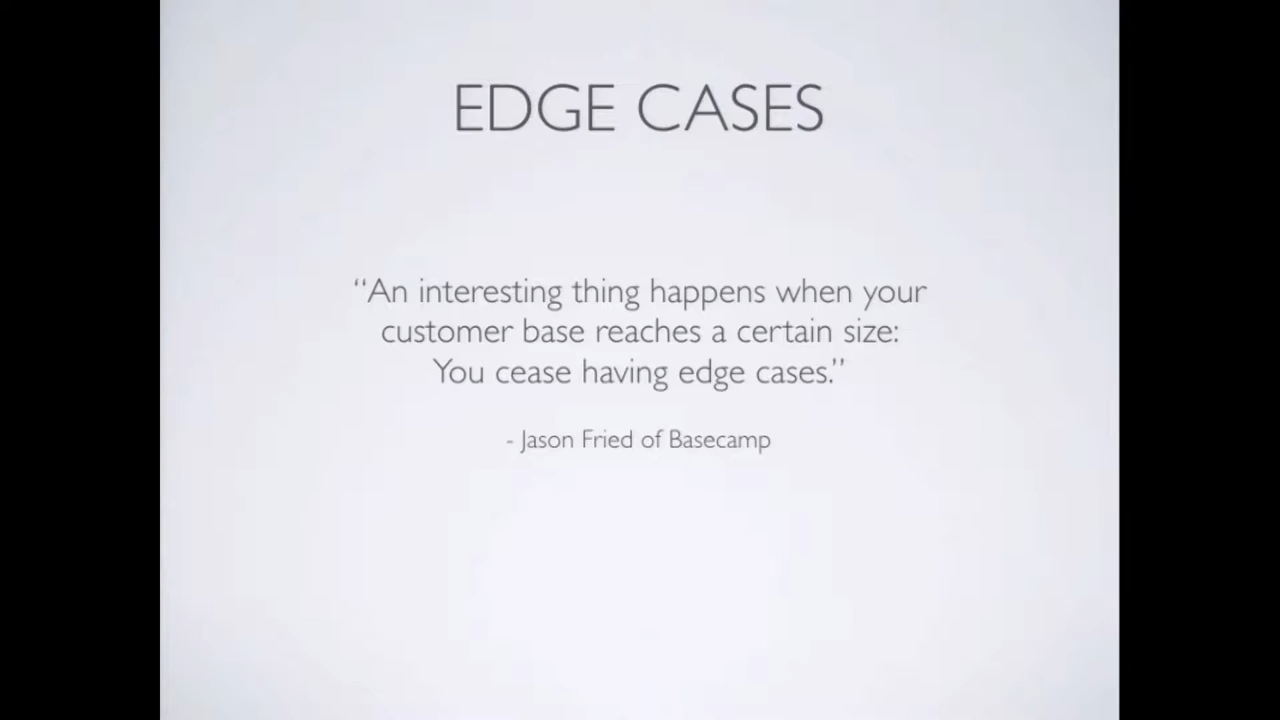 EDGE CASES
“An interesting thing happens when your
customer base reaches a certain size:
You cease having edge cases.”
- Jason Fried of Basecamp